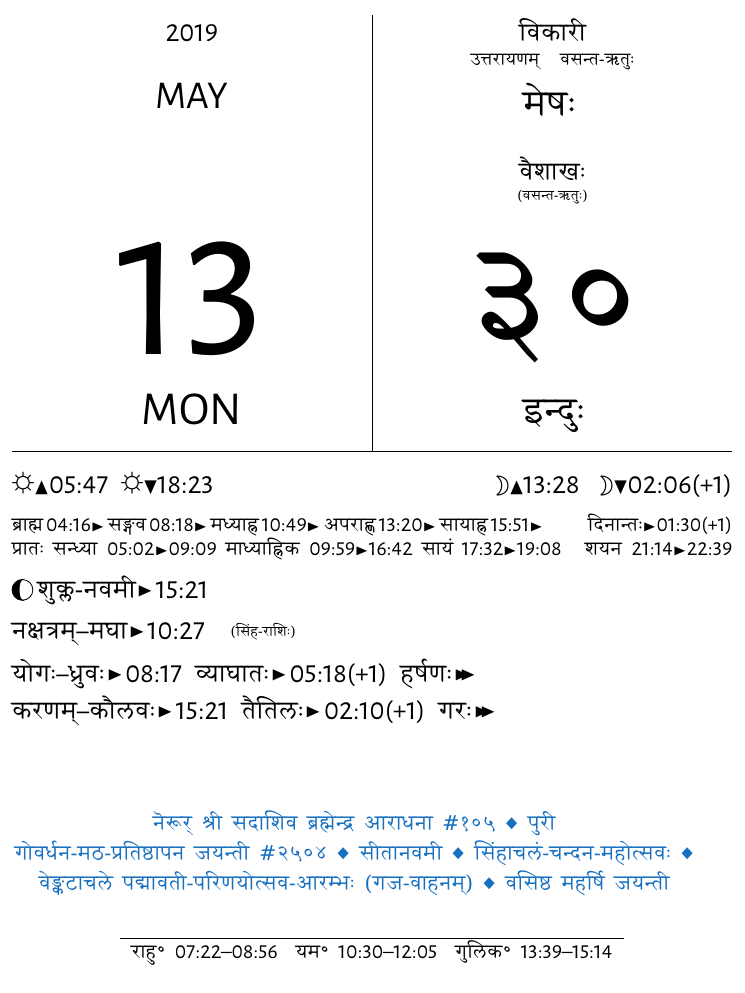 2019
MAY
13
MON
विकारी
उत्तरायणम् वसन्त-ऋतुः
मेषः
वैशाखः
(वसन्त-ऋतुः)
३०
इन्दुः
☼▲05:47 ☼▼18:23 ☽▲13:28 ☽▼02:06(+1)
ब्राह्म 04:16► सङ्गव 08:18► मध्याह्न 10:49► अपराह्ण 13:20► सायाह्न 15:51► दिनान्तः►01:30(+1)
प्रातः सन्ध्या 05:02►09:09 माध्याह्निक 09:59►16:42 सायं 17:32►19:08 शयन 21:14►22:39
शुक्ल-नवमी►15:21
नक्षत्रम्–मघा►10:27 (सिंह-राशिः)
योगः–ध्रुवः►08:17 व्याघातः►05:18(+1) हर्षणः►►
करणम्–कौलवः►15:21 तैतिलः►02:10(+1) गरः►►
नॆरूर् श्री सदाशिव ब्रह्मेन्द्र आराधना #१०५ ◆ पुरी
गोवर्धन-मठ-प्रतिष्ठापन जयन्ती #२५०४ ◆ सीतानवमी ◆ सिंहाचलं-चन्दन-महोत्सवः ◆
वेङ्कटाचले पद्मावती-परिणयोत्सव-आरम्भः (गज-वाहनम्) ◆ वसिष्ठ महर्षि जयन्ती
राहु° 07:22–08:56 यम° 10:30–12:05 गुलिक° 13:39–15:14